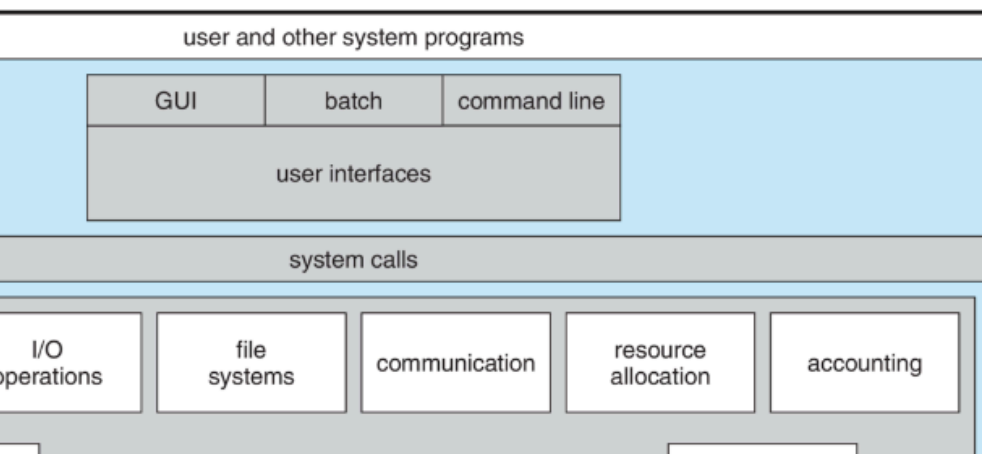 user and other system programs
GUI
batch
command line
user interfaces
system calls
I/O
operations
file
systems
communication
resource
allocation
accounting